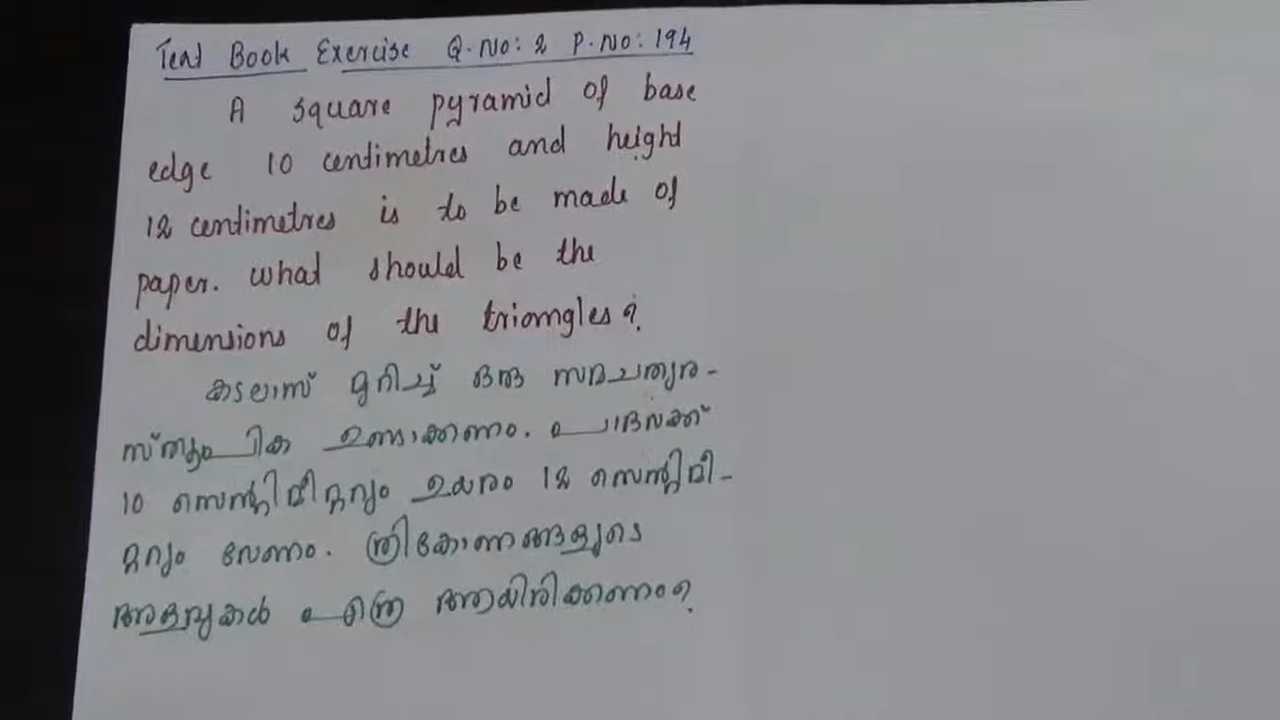 Text Book Exercise Q.No: 2 P.No: 194
A square pyramid of base
edge 10 centimetres and height
12 centimetres is to be made of
paper. what should be the
dimensions of the triangles?
കടലാസ് മുറിച്ച് ഒരു സമചതുര-
സ്തൂപിക ഉണ്ടാക്കണം. പാദവക്ക്
10 സെന്റിമീറ്ററും ഉയരം 12 സെന്റിമീ-
റ്ററും വേണം. ത്രികോണങ്ങളുടെ
അളവുകൾ എത്ര ആയിരിക്കണം?